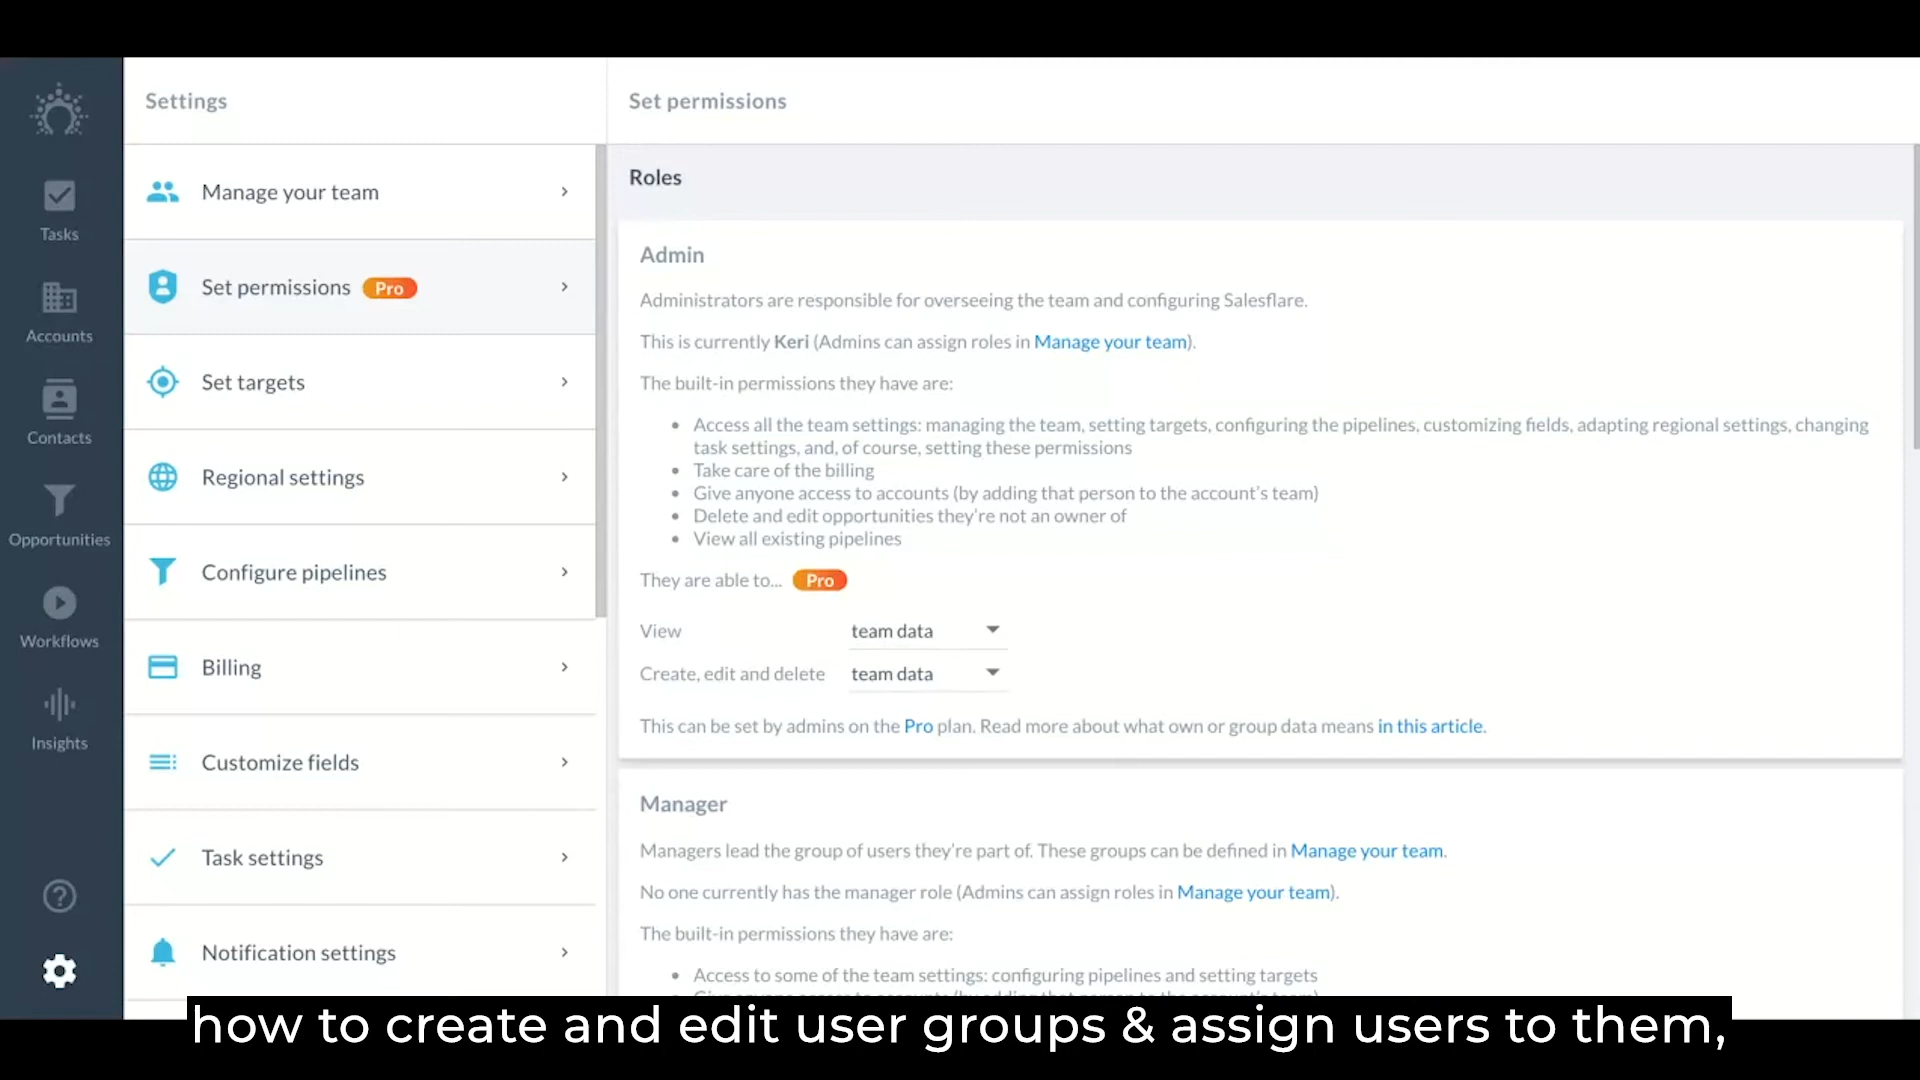 Settings
Set permissions
Tasks
Accounts
Contacts
Opportunities
Workflows
Insights
Manage your team
Set permissions Pro
Set targets
Regional settings
Configure pipelines
Billing
Customize fields
Task settings
Notification settings
Roles
Admin
Administrators are responsible for overseeing the team and configuring Salesflare.
This is currently Keri (Admins can assign roles in Manage your team).
The built-in permissions they have are:
Access all the team settings: managing the team, setting targets, configuring the pipelines, customizing fields, adapting regional settings, changing
task settings, and, of course, setting these permissions
Take care of the billing
Give anyone access to accounts (by adding that person to the account's team)
Delete and edit opportunities they're not an owner of
View all existing pipelines
They are able to... Pro
View team data
Create, edit and delete team data
This can be set by admins on the Pro plan. Read more about what own or group data means in this article.
Manager
Managers lead the group of users they're part of. These groups can be defined in Manage your team.
No one currently has the manager role (Admins can assign roles in Manage your team).
The built-in permissions they have are:
Access to some of the team settings: configuring pipelines and setting targets
how to create and edit user groups & assign users to them,